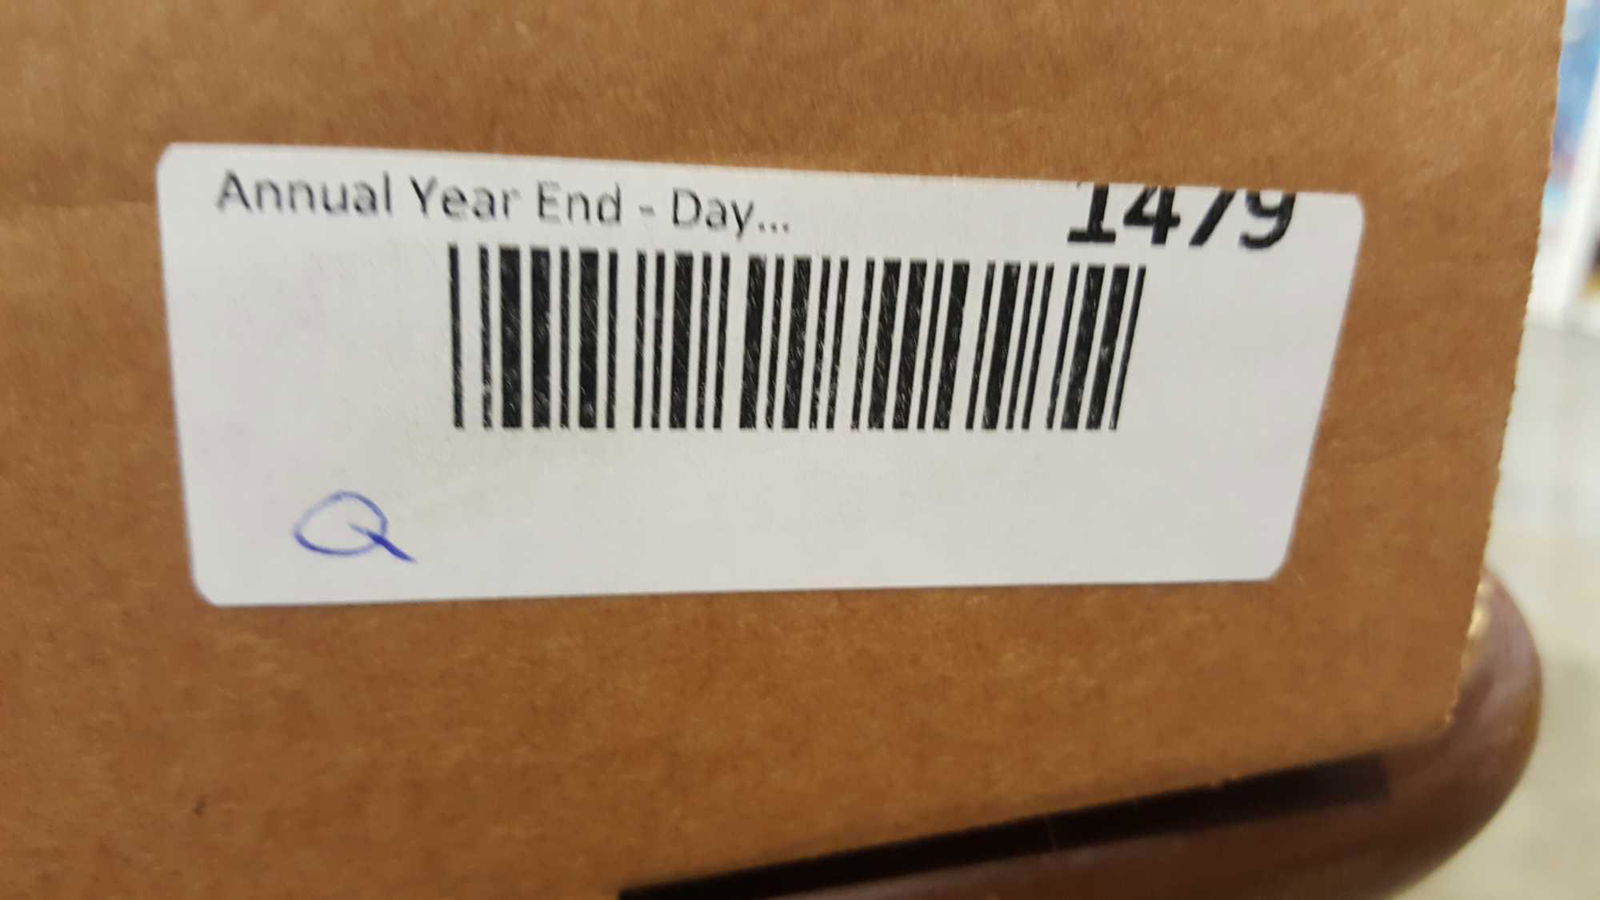 Annual Year End - Day... 1479
Q